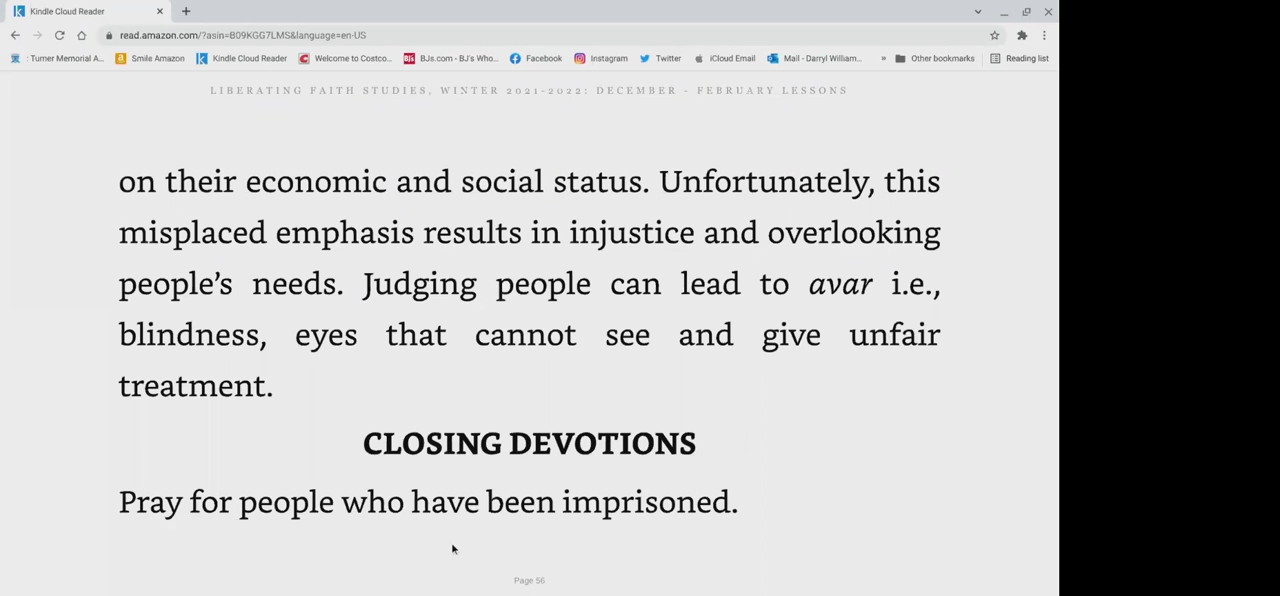 Kindle Cloud Reader
read.amazon.com/?asin=B09KGG7LMS&language=en-US
: Turner Memorial A... Smile Amazon Kindle Cloud Reader Welcome to Costco... BJs.com - BJ's Who... Facebook Instagram Twitter iCloud Email Mail - Darryl William... » Other bookmarks Reading list
LIBERATING FAITH STUDIES, WINTER 2021-2022: DECEMBER - FEBRUARY LESSONS
on their economic and social status. Unfortunately, this
misplaced emphasis results in injustice and overlooking
people’s needs. Judging people can lead to avar i.e.,
blindness, eyes that cannot see and give unfair
treatment.
CLOSING DEVOTIONS
Pray for people who have been imprisoned.
Page 56